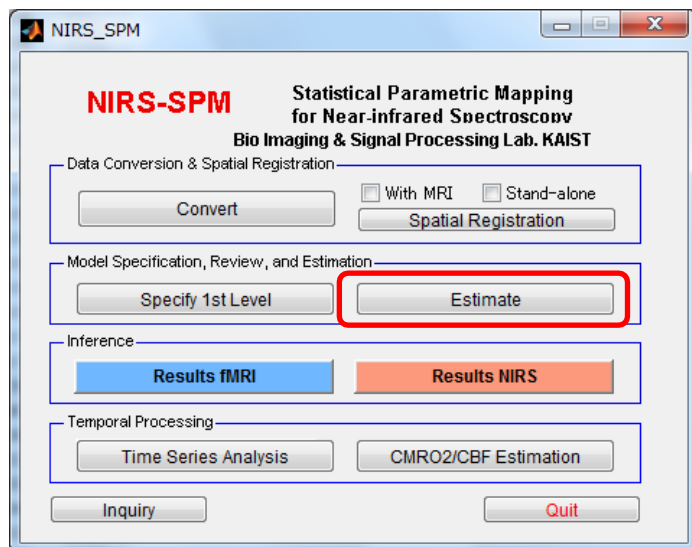 NIRS_SPM
NIRS-SPM
Statistical Parametric Mapping
for Near-infrared Spectroscopy
Bio Imaging & Signal Processing Lab. KAIST
Data Conversion & Spatial Registration
Convert
With MRI Stand-alone
Spatial Registration
Model Specification, Review, and Estimation
Specify 1st Level Estimate
Inference
Results fMRI Results NIRS
Temporal Processing
Time Series Analysis CMRO2/CBF Estimation
Inquiry Quit